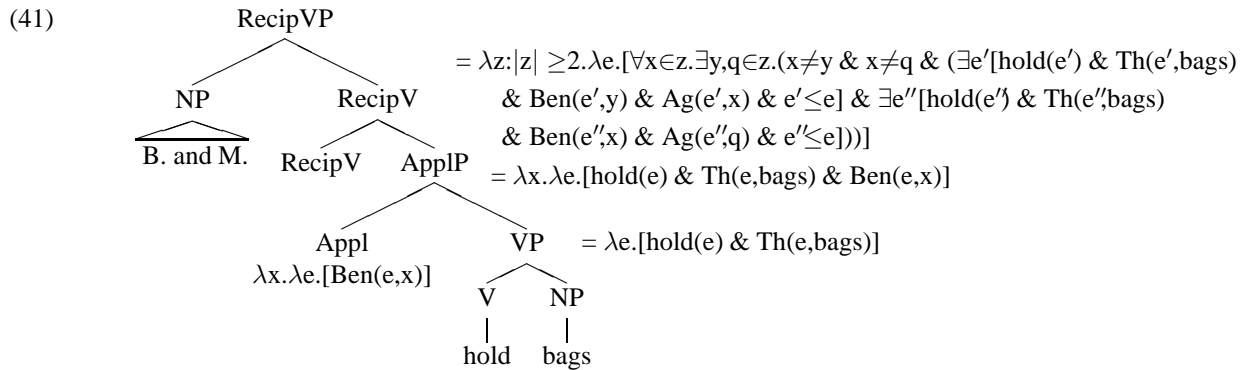 (41) RecipVP
= λz:|z| ≥2.λe.[∀x∈z.∃y,q∈z.(x≠y & x≠q & (∃e′[hold(e′) & Th(e′,bags)
NP RecipV & Ben(e′,y) & Ag(e′,x) & e′≤e] & ∃e′′[hold(e′′) & Th(e′′,bags)
& Ben(e′′,x) & Ag(e′′,q) & e′′≤e]))]
B. and M. RecipV ApplP
= λx.λe.[hold(e) & Th(e,bags) & Ben(e,x)]
Appl VP = λe.[hold(e) & Th(e,bags)]
λx.λe.[Ben(e,x)]
V NP
hold bags